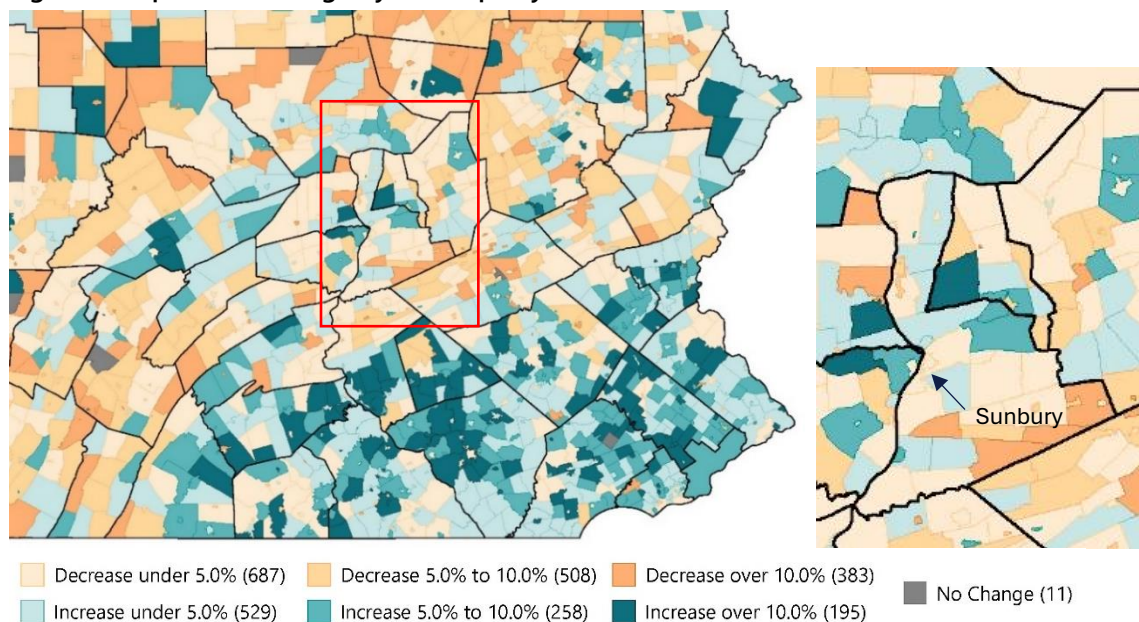 Sunbury
Decrease under 5.0% (687)
Decrease 5.0% to 10.0% (508)
Decrease over 10.0% (383)
No Change (11)
Increase under 5.0% (529)
Increase 5.0% to 10.0% (258)
Increase over 10.0% (195)